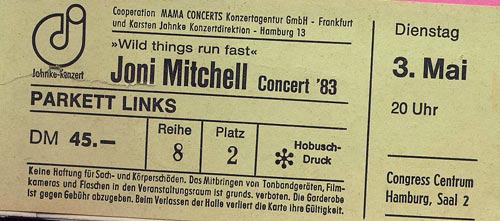 Cooperation MAMA CONCERTS Konzertagentur GmbH - Frankfurt
und Karsten Jahnke Konzertdirektion - Hamburg 13
Johnke-konzert
»Wild things run fast«
Joni Mitchell Concert '83
PARKETT LINKS
DM 45.—
Reihe
8
Platz
2
Hobusch-
Druck
Keine Haftung für Sach- und Körperschäden. Das Mitbringen von Tonbandgeräten, Film-
kameras und Flaschen in den Veranstaltungsraum ist grunds. verboten. Die Garderobe
ist gegen Gebühr abzugeben. Beim Verlassen der Halle verliert die Karte ihre Gültigkeit.
Dienstag
3. Mai
20 Uhr
Congress Centrum
Hamburg, Saal 2